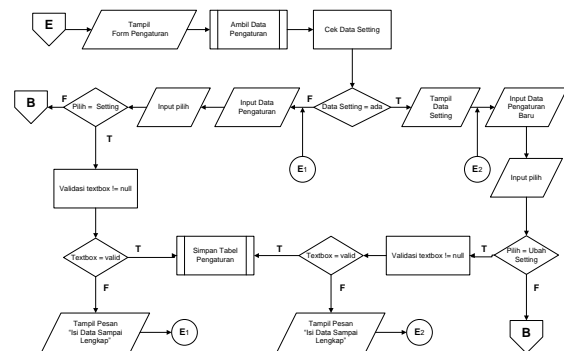 E
Tampil
Form Pengaturan
Ambil Data
Pengaturan
Cek Data Setting
B
F
Pilih = Setting
Input pilih
Input Data
Pengaturan
F
Data Setting = ada
T
Tampil
Data
Setting
Input Data
Pengaturan
Baru
T
E1
E2
Input pilih
Validasi textbox != null
Textbox = valid
T
Simpan Tabel
Pengaturan
T
Textbox = valid
Validasi textbox != null
T
Pilih = Ubah
Setting
F
F
F
Tampil Pesan
"Isi Data Sampai
Lengkap"
E1
Tampil Pesan
"Isi Data Sampai
Lengkap"
E2
B